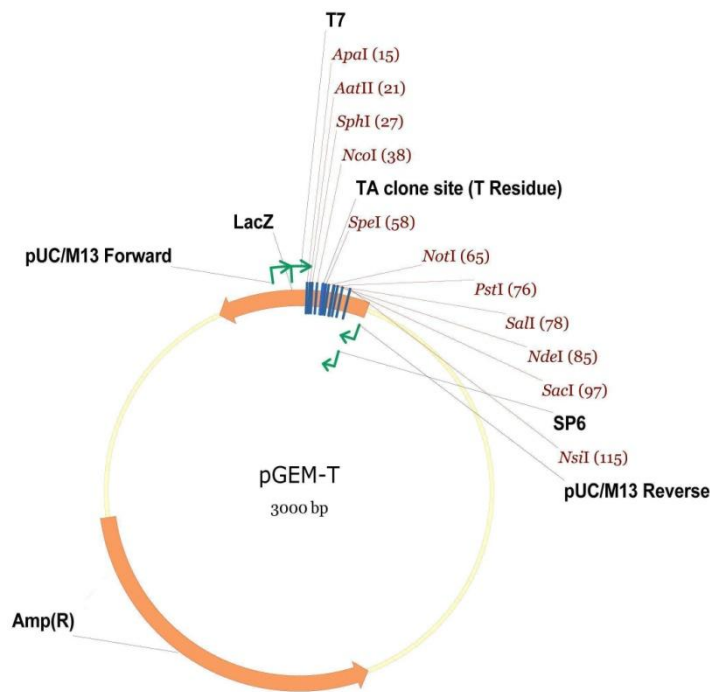 T7
ApaI (15)
AatII (21)
SphI (27)
NcoI (38)
TA clone site (T Residue)
LacZ
SpeI (58)
pUC/M13 Forward
NotI (65)
PstI (76)
SalI (78)
NdeI (85)
SacI (97)
SP6
NsiI (115)
pUC/M13 Reverse
pGEM-T
3000 bp
Amp(R)